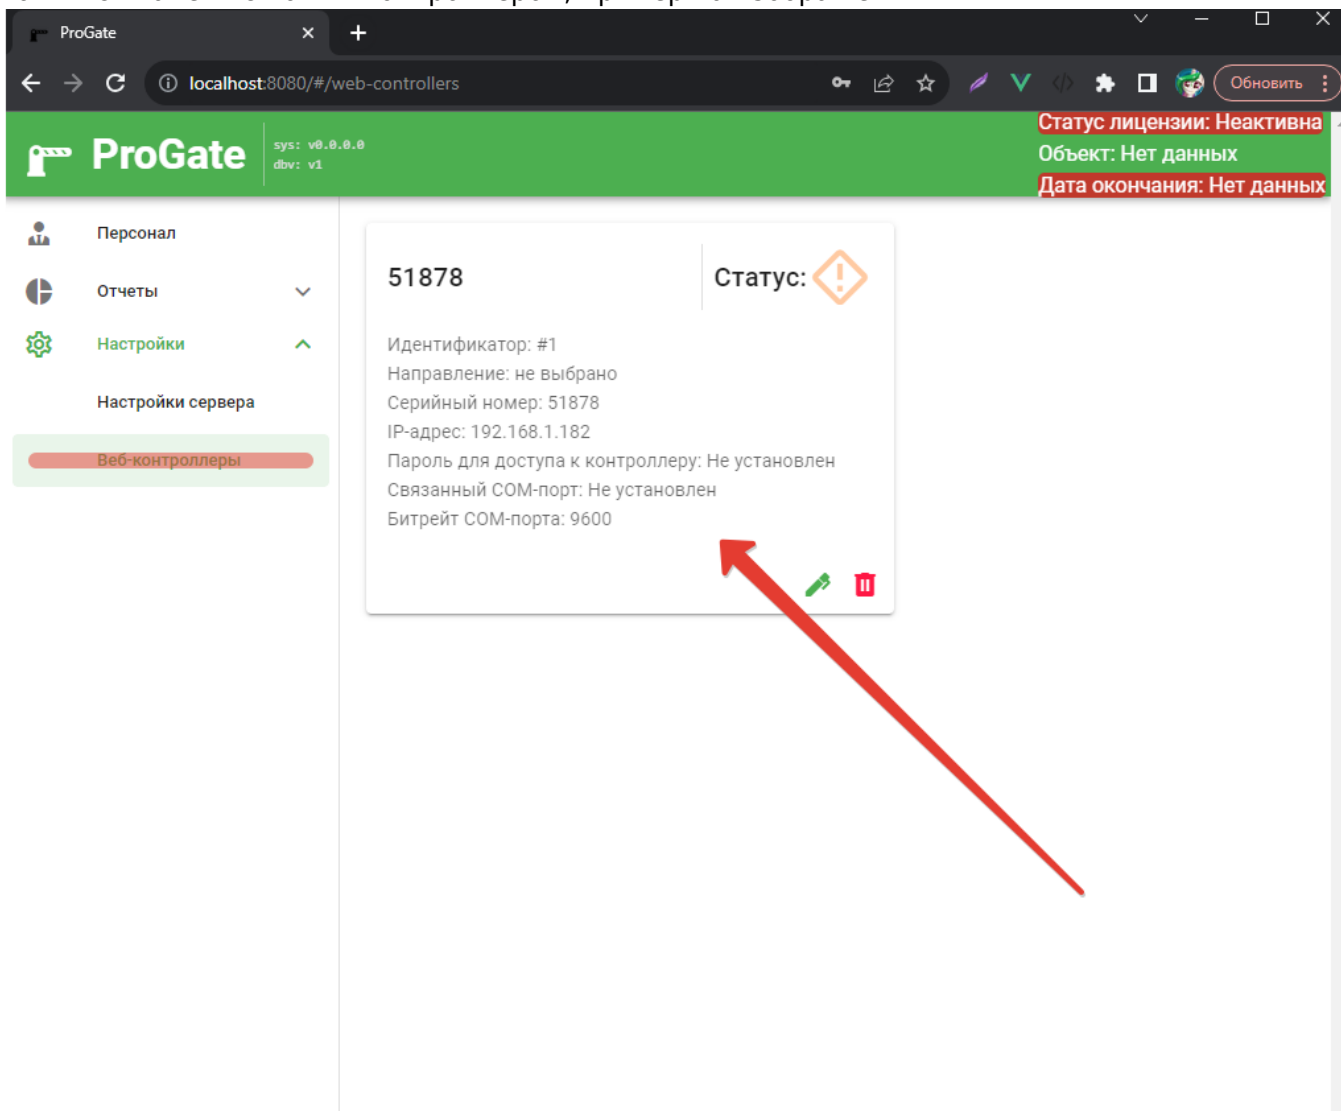 ProGate
localhost:8080/#/web-controllers
Обновить
ProGate
sys: v0.0.0.0
dbv: v1
Статус лицензии: Неактивна
Объект: Нет данных
Дата окончания: Нет данных
Персонал
Отчеты
Настройки
Настройки сервера
Веб-контроллеры
51878
Статус:
Идентификатор: #1
Направление: не выбрано
Серийный номер: 51878
IP-адрес: 192.168.1.182
Пароль для доступа к контроллеру: Не установлен
Связанный COM-порт: Не установлен
Битрейт COM-порта: 9600